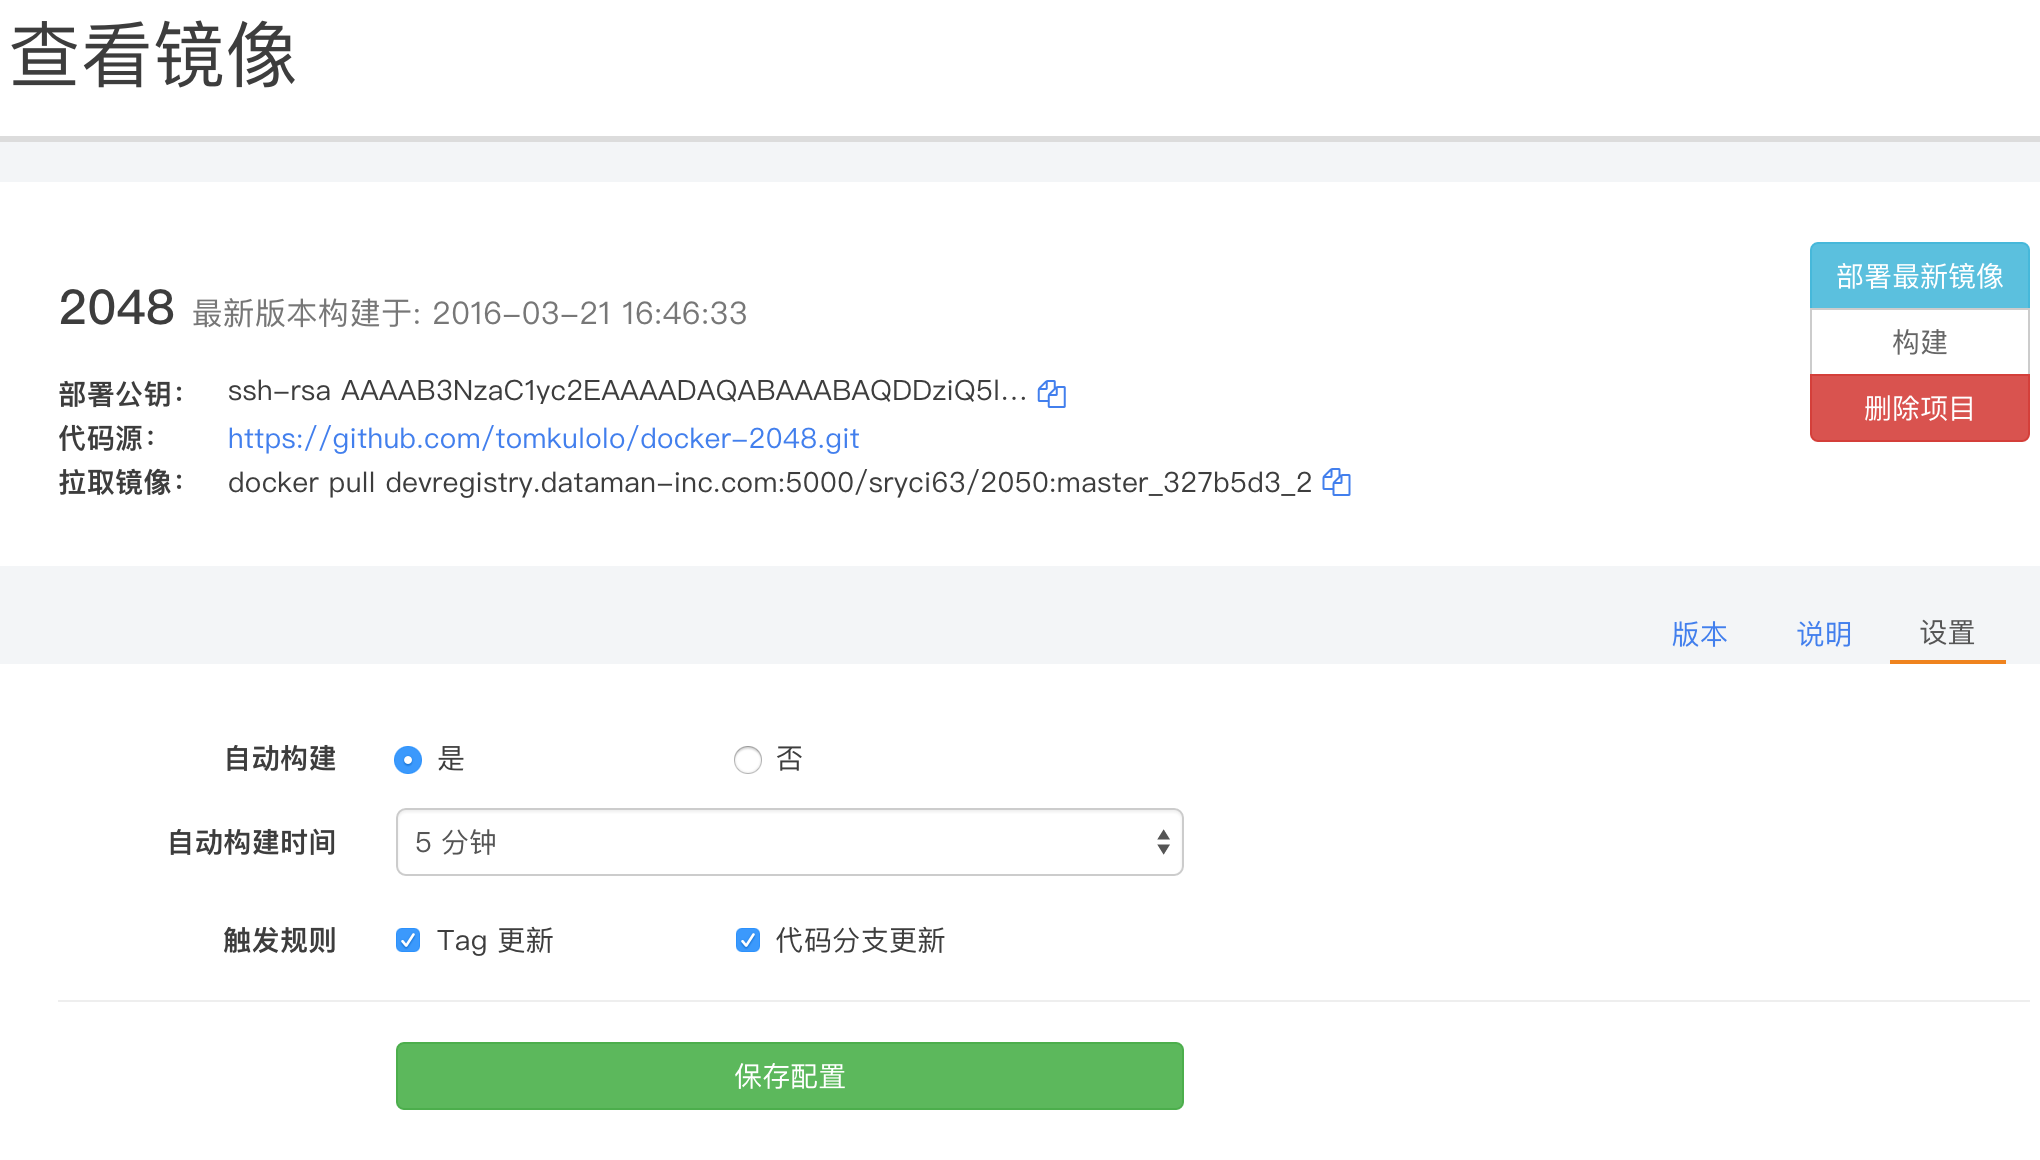 查看镜像
2048 最新版本构建于: 2016-03-21 16:46:33
部署最新镜像
构建
删除项目
部署公钥： ssh-rsa AAAAB3NzaC1yc2EAAAADAQABAAABAQDDziQ5I...
代码源： https://github.com/tomkulolo/docker-2048.git
拉取镜像： docker pull devregistry.dataman-inc.com:5000/sryci63/2050:master_327b5d3_2
版本 说明 设置
自动构建 是 否
自动构建时间 5 分钟
触发规则 Tag 更新 代码分支更新
保存配置